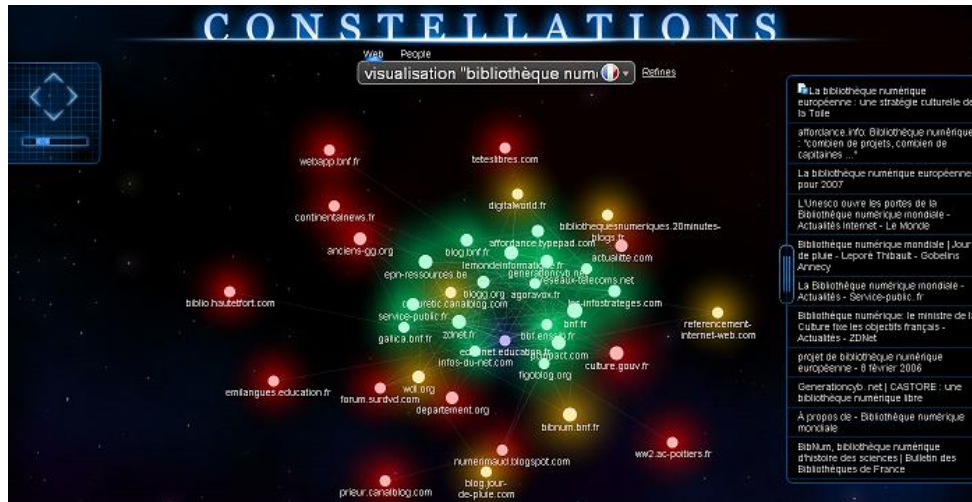 CONSTELLATIONS
Web People
visualisation "bibliothèque num
Refines
webapp.bnf.fr
teteslibres.com
continentalnews.fr
digitalworld.fr
bibliothequesnumeriques.20minutes-
blogs.fr
anciens-gg.org
blog.bnf.fr
affordance.typepad.com
actualitte.com
lemondeinformatique.fr
epn-ressources.be
generationcyb.net
reseaux-telecoms.net
blogg.org
agoravox.fr
biblio.hautetfort.com
couretic.canalblog.com
les-infostrateges.com
service-public.fr
bnf.fr
referencement-
internet-web.com
gallica.bnf.fr
zdnet.fr
bbf.enssib.fr
educnet.education.fr
infos-du-net.com
culture.gouv.fr
figoblog.org
emilangues.education.fr
wdl.org
forum.surdvd.com
departement.org
bibnum.bnf.fr
ww2.ac-poitiers.fr
numerimaud.blogspot.com
prieur.canalblog.com
blog.jour-
de-pluie.com
La bibliothèque numérique
européenne : une stratégie culturelle de
la Toile
affordance.info: Bibliothèque numérique
: "combien de projets, combien de
capitaines ..."
La bibliothèque numérique européenne
pour 2007
L'Unesco ouvre les portes de la
Bibliothèque numérique mondiale -
Actualités Internet - Le Monde
Bibliothèque numérique mondiale | Jour
de pluie - Leporé Thibault - Gobelins
Annecy
La Bibliothèque numérique mondiale -
Actualités - Service-public.fr
Bibliothèque numérique: le ministre de la
Culture fixe les objectifs français -
Actualités - ZDNet
projet de bibliothèque numérique
européenne - 8 février 2006
Generationcyb.net | CASTORE : une
bibliothèque numérique libre
À propos de - Bibliothèque numérique
mondiale
BibNum, bibliothèque numérique
d'histoire des sciences | Bulletin des
Bibliothèques de France